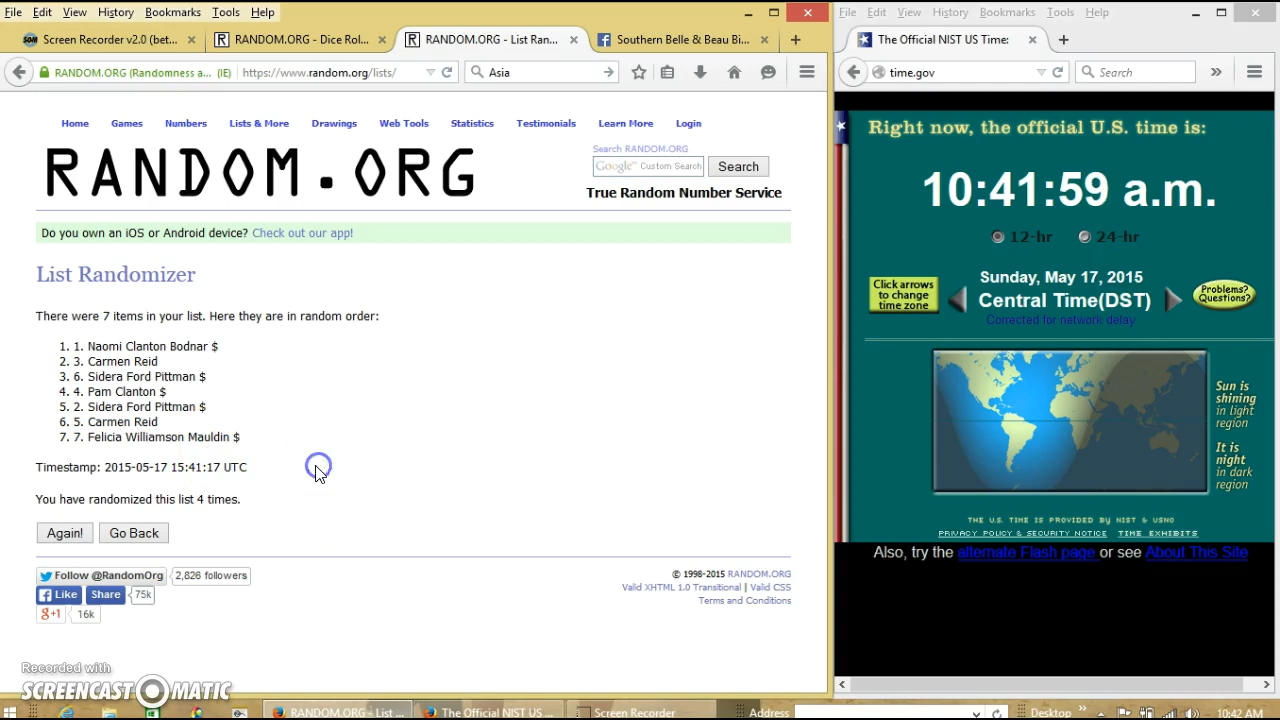 File Edit View History Bookmarks Tools Help
Screen Recorder v2.0 (bet...
RANDOM.ORG - Dice Rol...
RANDOM.ORG - List Ran...
Southern Belle & Beau Bi...
RANDOM.ORG (Randomness a... (IE)
https://www.random.org/lists/
Asia
Home Games Numbers Lists & More Drawings Web Tools Statistics Testimonials Learn More Login
RANDOM.ORG
Search RANDOM.ORG
Google™ Custom Search
Search
True Random Number Service
Do you own an iOS or Android device? Check out our app!
List Randomizer
There were 7 items in your list. Here they are in random order:
1. 1. Naomi Clanton Bodnar $
2. 3. Carmen Reid
3. 6. Sidera Ford Pittman $
4. 4. Pam Clanton $
5. 2. Sidera Ford Pittman $
6. 5. Carmen Reid
7. 7. Felicia Williamson Mauldin $
Timestamp: 2015-05-17 15:41:17 UTC
You have randomized this list 4 times.
Again!
Go Back
Follow @RandomOrg
2,826 followers
Like
Share
75k
g+1
16k
© 1998-2015 RANDOM.ORG
Valid XHTML 1.0 Transitional | Valid CSS
Terms and Conditions
Recorded with
SCREENCAST-O-MATIC
RANDOM.ORG - List ...
The Official NIST US ...
Screen Recorder
File Edit View History Bookmarks Tools Help
The Official NIST US Time:
time.gov
Search
Right now, the official U.S. time is:
10:41:59 a.m.
12-hr
24-hr
Click arrows
to change
time zone
Sunday, May 17, 2015
Central Time(DST)
Corrected for network delay
Problems?
Questions?
Sun is
shining
in light
region
It is
night
in dark
region
THE U.S. TIME IS PROVIDED BY NIST & USNO
PRIVACY POLICY & SECURITY NOTICE
TIME EXHIBITS
Also, try the alternate Flash page or see About This Site
Address
Desktop
10:42 AM